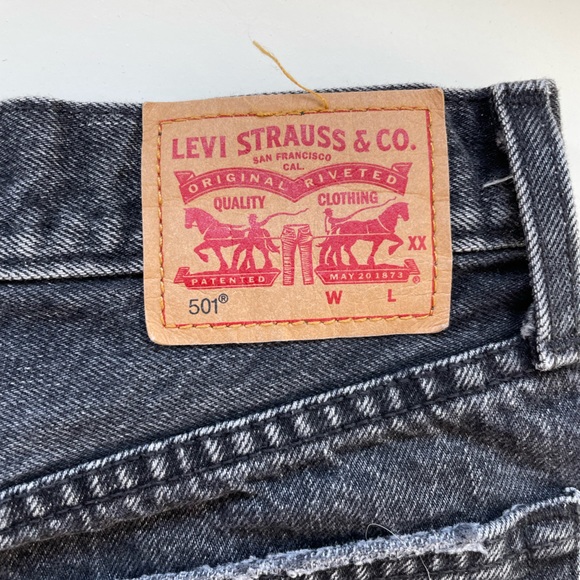 LEVI STRAUSS & CO.
SAN FRANCISCO
CAL.
ORIGINAL RIVETED
QUALITY CLOTHING
XX
PATENTED MAY 20 1873 ®
501® W L